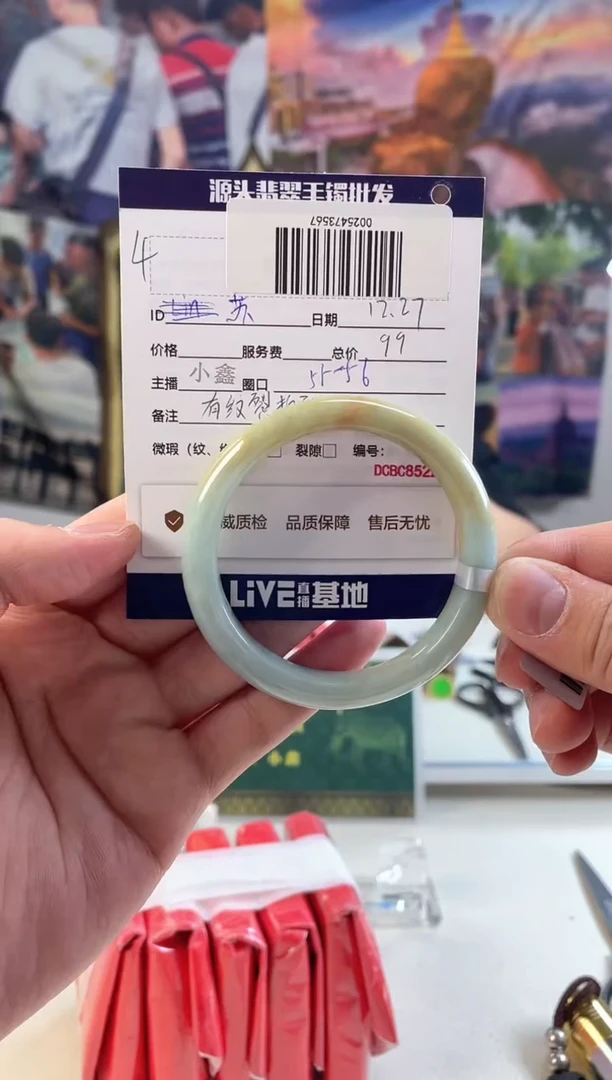 源头翡翠手镯批发
0025473567
4
ID 苏 日期 12.27
价格 服务费 总价 99
主播 小鑫 圈口 55-56
备注 有纹裂
微瑕（纹、 裂隙 编号：
DCBC852
威质检 品质保障 售后无忧
LiVE直播基地